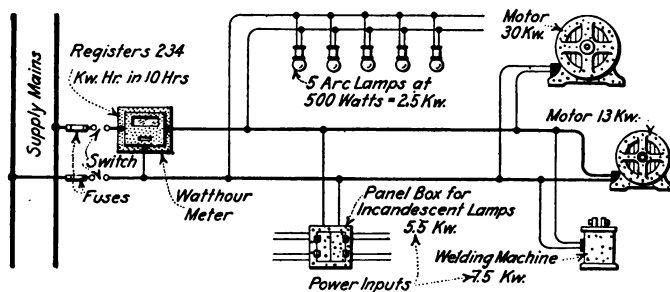 Registers 234
Kw. Hr. in 10 Hrs
Supply Mains
Switch
Fuses
Watthour
Meter
5 Arc Lamps at
500 Watts = 2.5 Kw.
Motor
30 Kw.
Motor 13 Kw.
Panel Box for
Incandescent Lamps
5.5 Kw.
Welding Machine
7.5 Kw.
Power Inputs